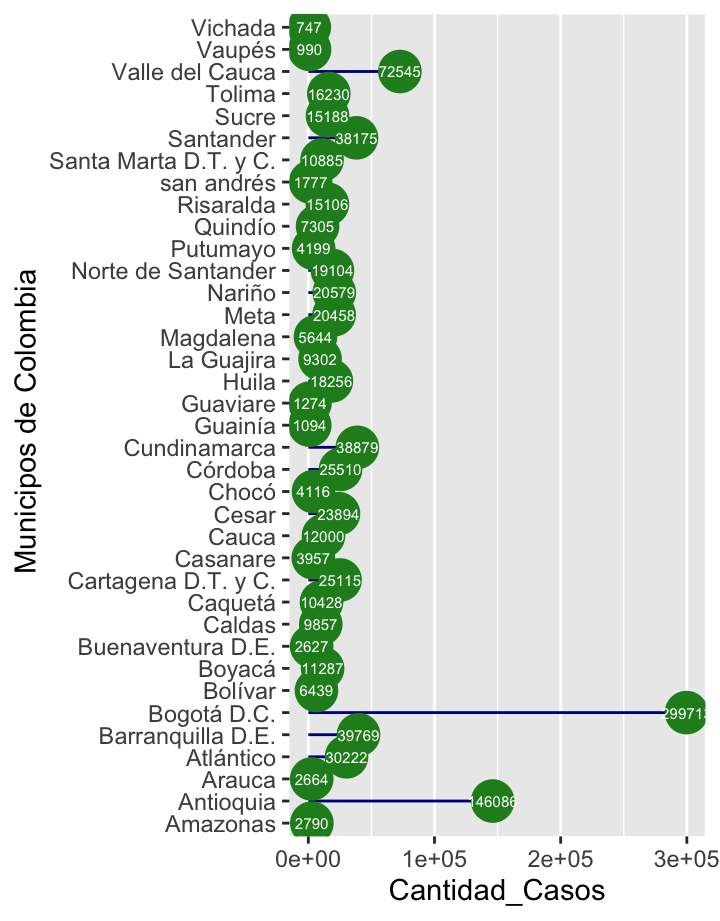 Municipos de Colombia
Vichada 747
Vaupés 990
Valle del Cauca 72545
Tolima 16230
Sucre 15188
Santander 38175
Santa Marta D.T. y C. 10885
san andrés 1777
Risaralda 15106
Quindío 7305
Putumayo 4199
Norte de Santander 19104
Nariño 20579
Meta 20458
Magdalena 5644
La Guajira 9302
Huila 18256
Guaviare 1274
Guainía 1094
Cundinamarca 38879
Córdoba 25510
Chocó 4116
Cesar 23894
Cauca 12000
Casanare 3957
Cartagena D.T. y C. 25115
Caquetá 10428
Caldas 9857
Buenaventura D.E. 2627
Boyacá 11287
Bolívar 6439
Bogotá D.C.
Barranquilla D.E. 39769
Atlántico 30222
Arauca 2664
Antioquia 146086
Amazonas 2790
0e+00 1e+05 2e+05 3e+05
Cantidad_Casos